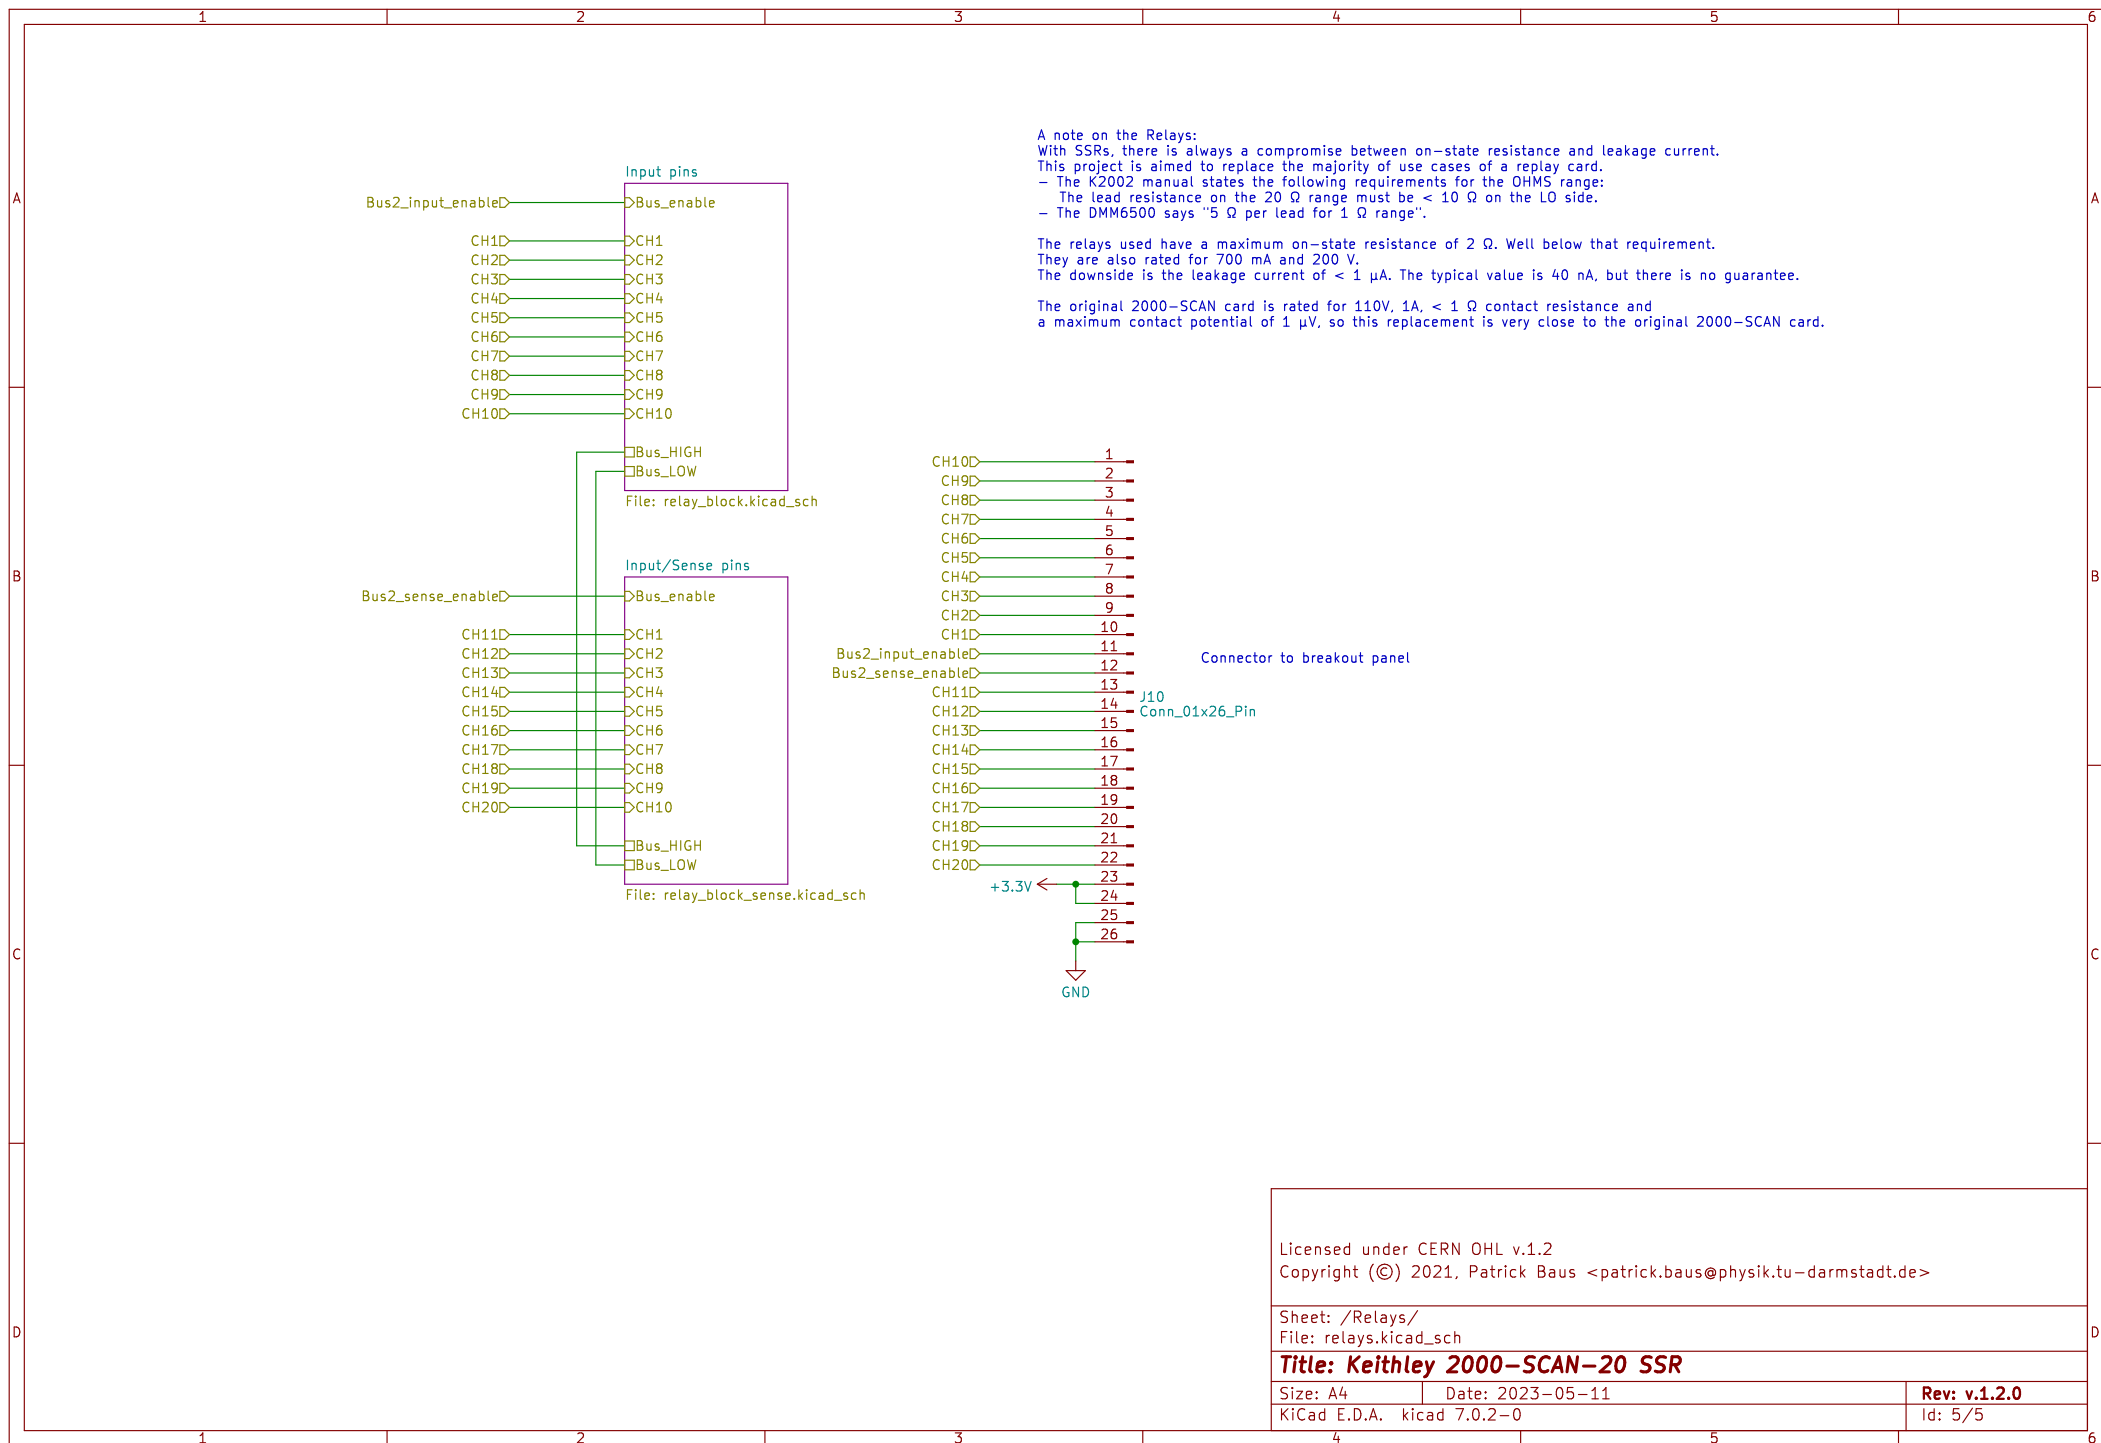 1 2 3 4 5 6
A note on the Relays:
With SSRs, there is always a compromise between on-state resistance and leakage current.
This project is aimed to replace the majority of use cases of a replay card.
- The K2002 manual states the following requirements for the OHMS range:
The lead resistance on the 20 Ω range must be < 10 Ω on the LO side.
- The DMM6500 says "5 Ω per lead for 1 Ω range".
The relays used have a maximum on-state resistance of 2 Ω. Well below that requirement.
They are also rated for 700 mA and 200 V.
The downside is the leakage current of < 1 µA. The typical value is 40 nA, but there is no guarantee.
The original 2000-SCAN card is rated for 110V, 1A, < 1 Ω contact resistance and
a maximum contact potential of 1 µV, so this replacement is very close to the original 2000-SCAN card.
Input pins
A A
Bus2_input_enable Bus_enable
CH1 CH1
CH2 CH2
CH3 CH3
CH4 CH4
CH5 CH5
CH6 CH6
CH7 CH7
CH8 CH8
CH9 CH9
CH10 CH10
Bus_HIGH
Bus_LOW
File: relay_block.kicad_sch
Input/Sense pins
B B
Bus2_sense_enable Bus_enable
CH11 CH1
CH12 CH2
CH13 CH3
CH14 CH4
CH15 CH5
CH16 CH6
CH17 CH7
CH18 CH8
CH19 CH9
CH20 CH10
Bus_HIGH
Bus_LOW
File: relay_block_sense.kicad_sch
CH10 1
CH9 2
CH8 3
CH7 4
CH6 5
CH5 6
CH4 7
CH3 8
CH2 9
CH1 10
Bus2_input_enable 11
Bus2_sense_enable 12
CH11 13
CH12 14
CH13 15
CH14 16
CH15 17
CH16 18
CH17 19
CH18 20
CH19 21
CH20 22
+3.3V 23
24
25
26
GND
Connector to breakout panel
J10
Conn_01x26_Pin
C C
Licensed under CERN OHL v.1.2
Copyright (©) 2021, Patrick Baus <patrick.baus@physik.tu-darmstadt.de>
Sheet: /Relays/
File: relays.kicad_sch
D D
Title: Keithley 2000-SCAN-20 SSR
Size: A4 Date: 2023-05-11 Rev: v.1.2.0
KiCad E.D.A. kicad 7.0.2-0 Id: 5/5
1 2 3 4 5 6